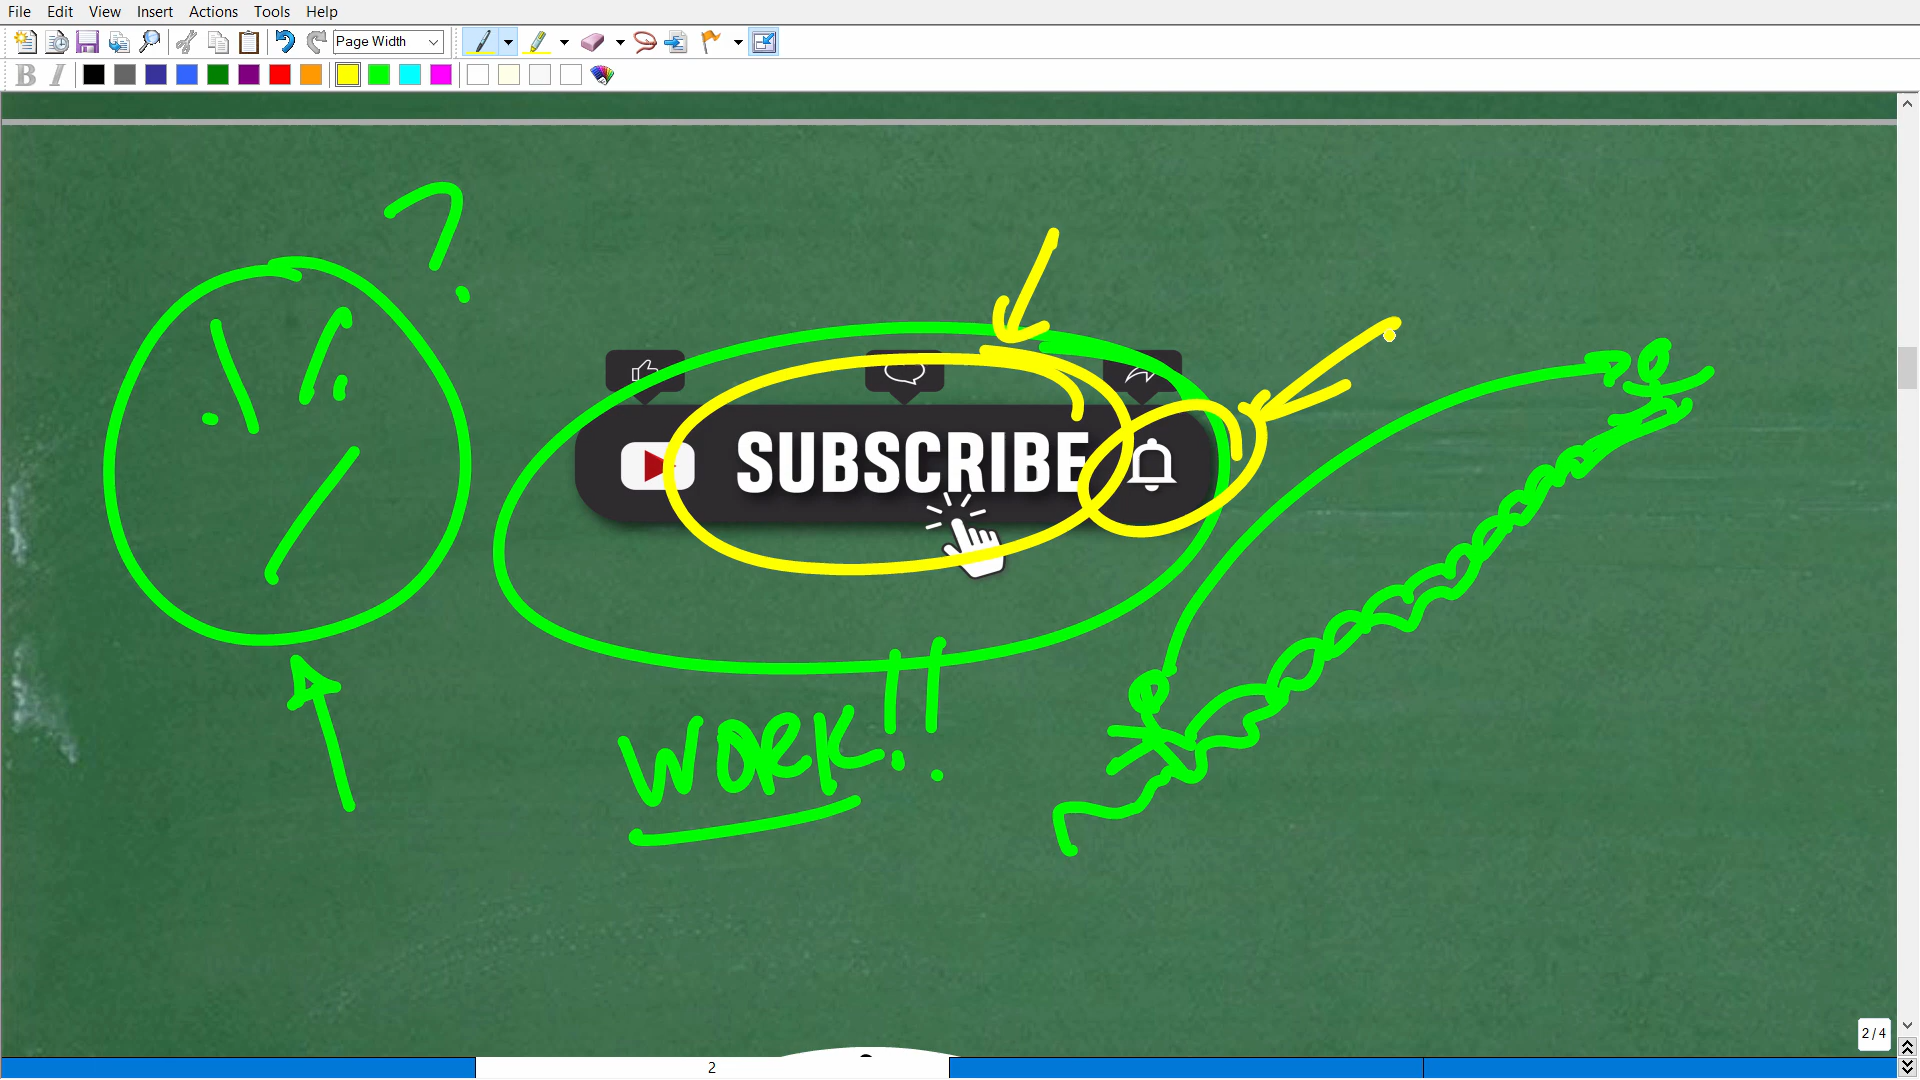 File Edit View Insert Actions Tools Help
Page Width
B I
?
SUBSCRIBE
WORK!!
2 / 4
2